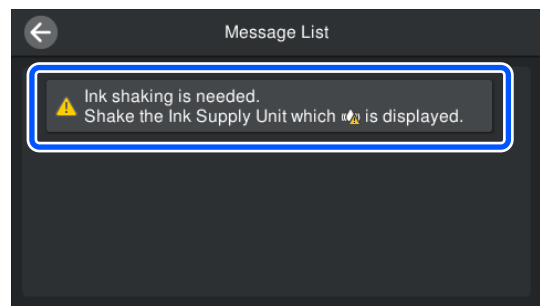 Message List
Ink shaking is needed.
Shake the Ink Supply Unit which is displayed.